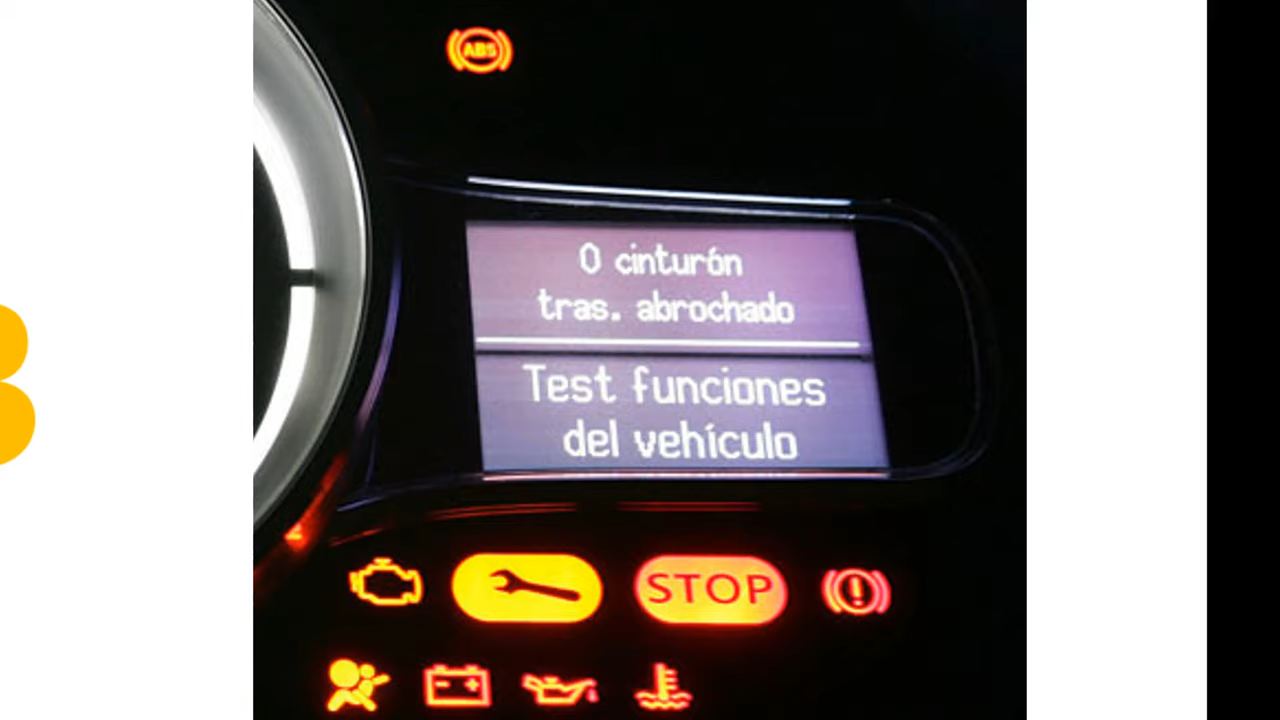 ABS
0 cinturón
tras. abrochado
Test funciones
del vehículo
STOP